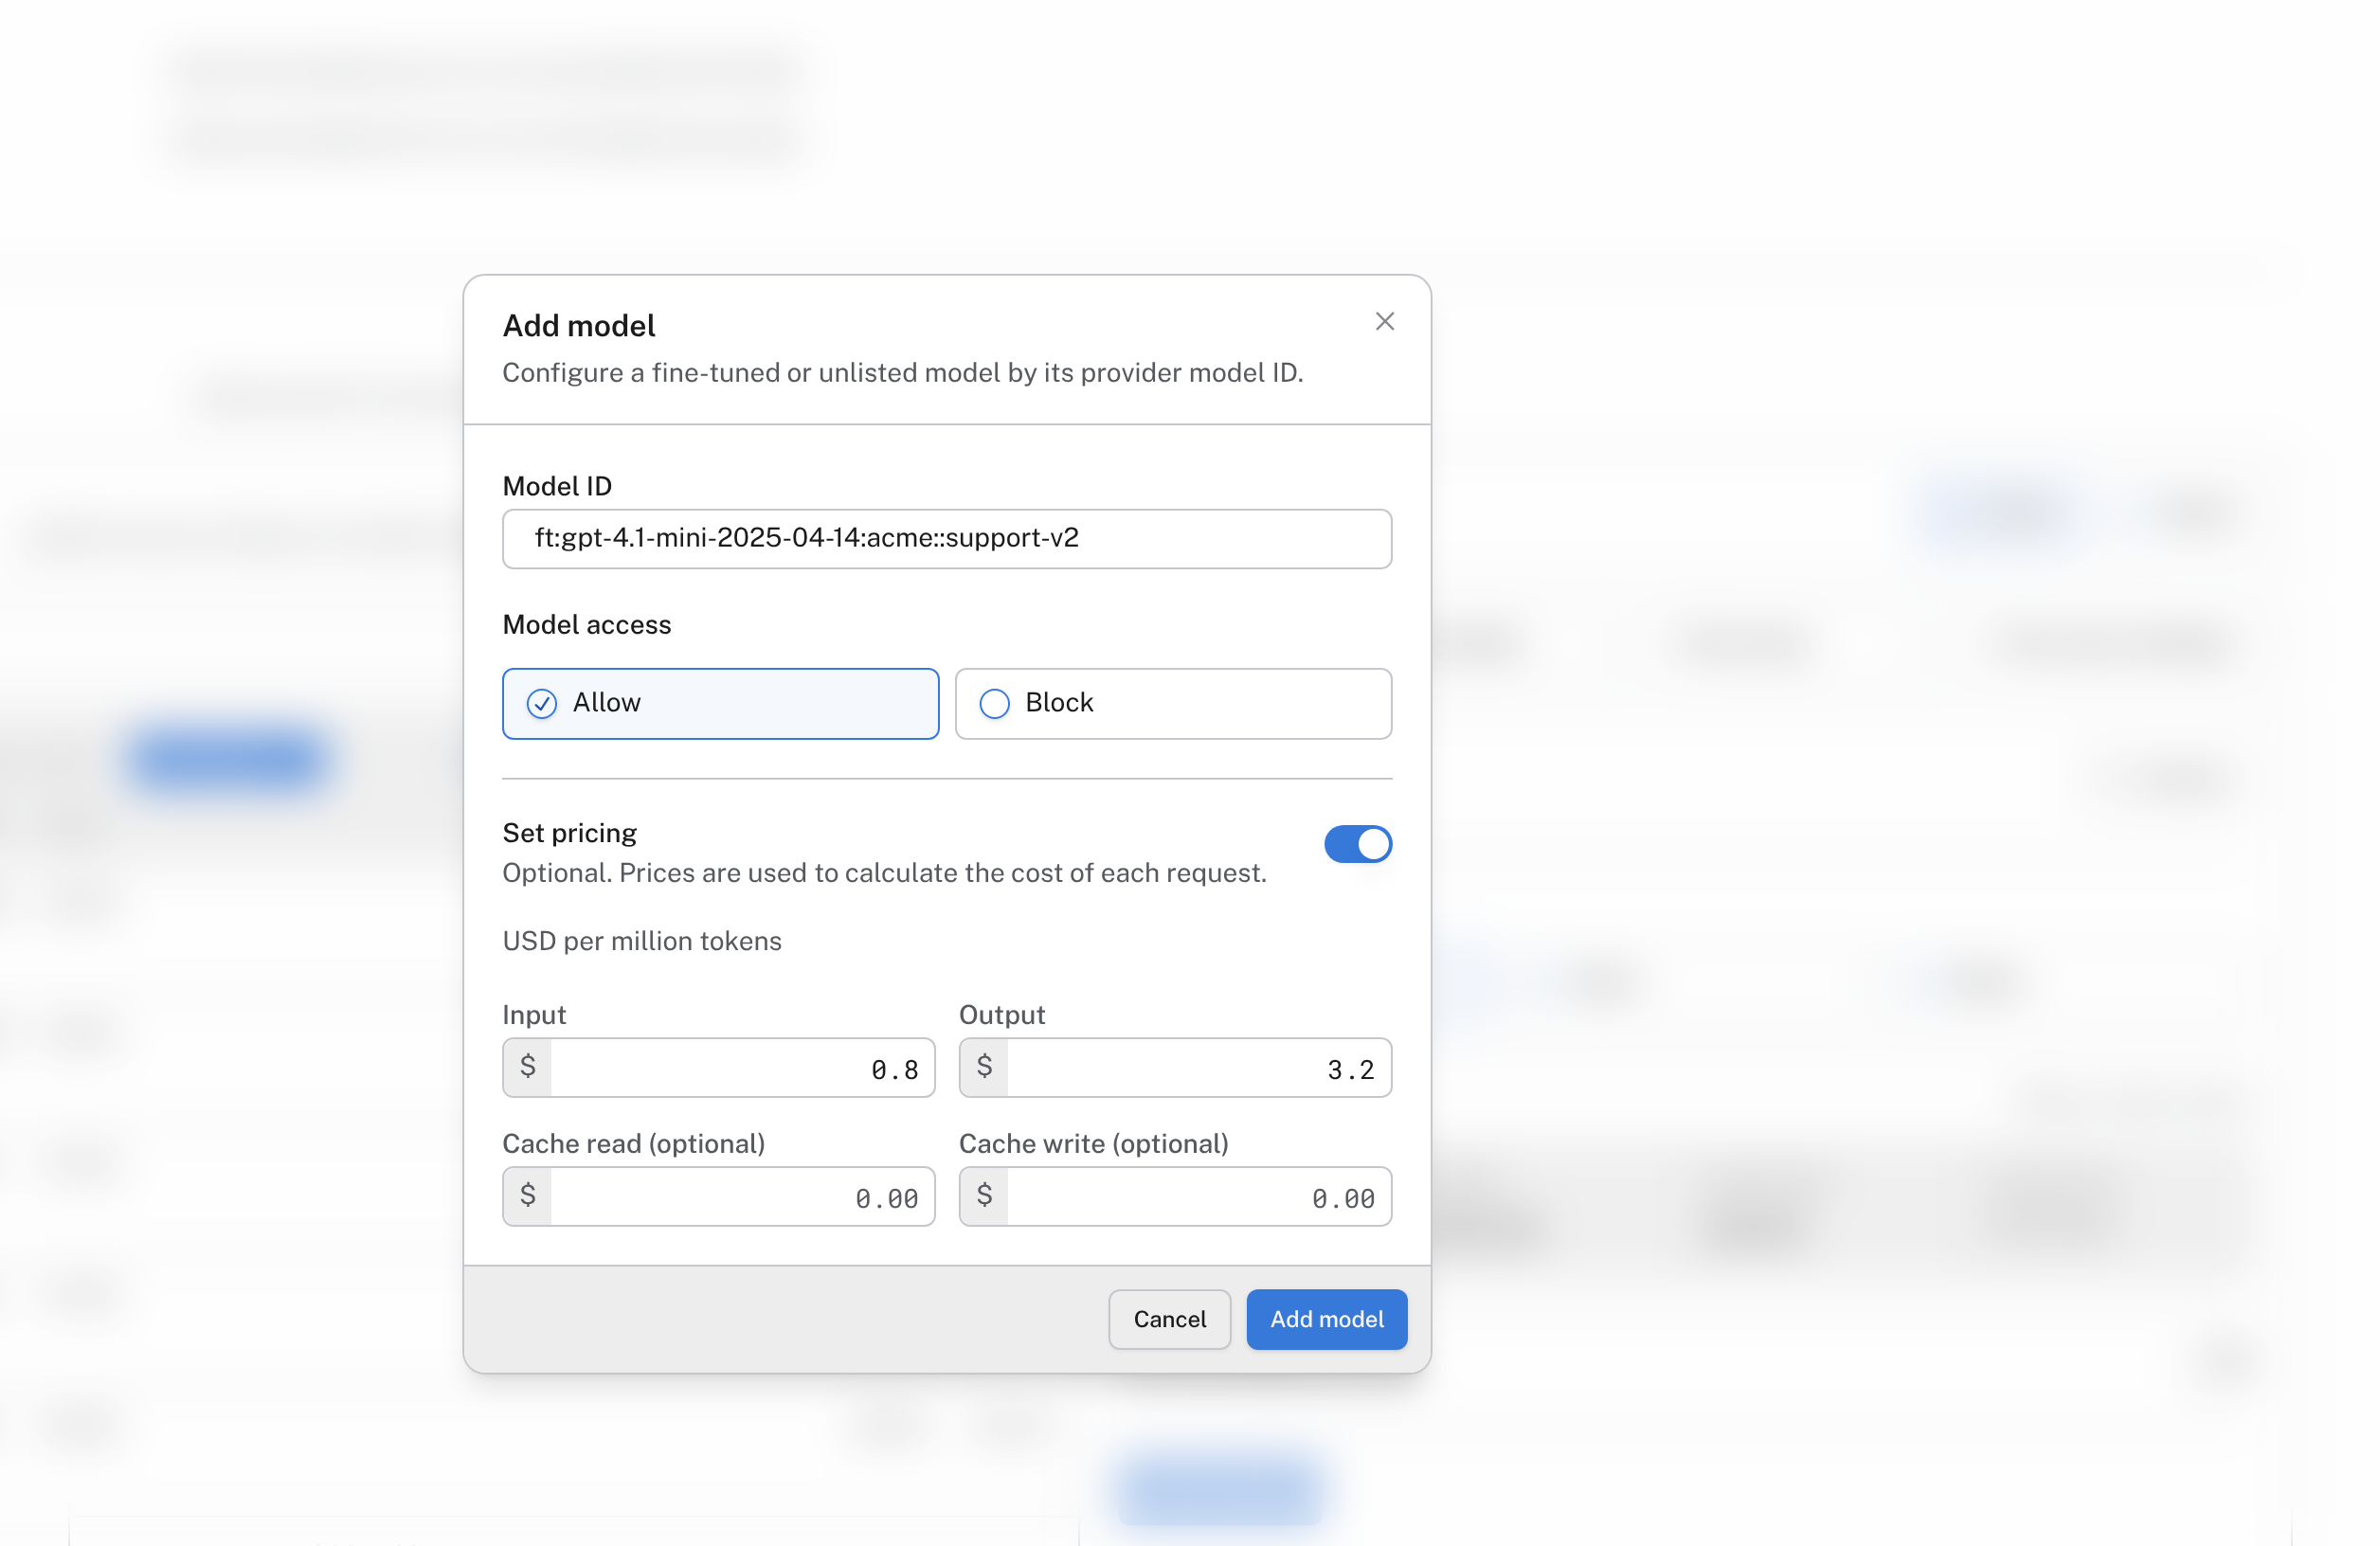 Add model
Configure a fine-tuned or unlisted model by its provider model ID.
Model ID
ft:gpt-4.1-mini-2025-04-14:acme::support-v2
Model access
Allow
Block
Set pricing
Optional. Prices are used to calculate the cost of each request.
USD per million tokens
Input
Output
$ 0.8
$ 3.2
Cache read (optional)
Cache write (optional)
$ 0.00
$ 0.00
Cancel
Add model